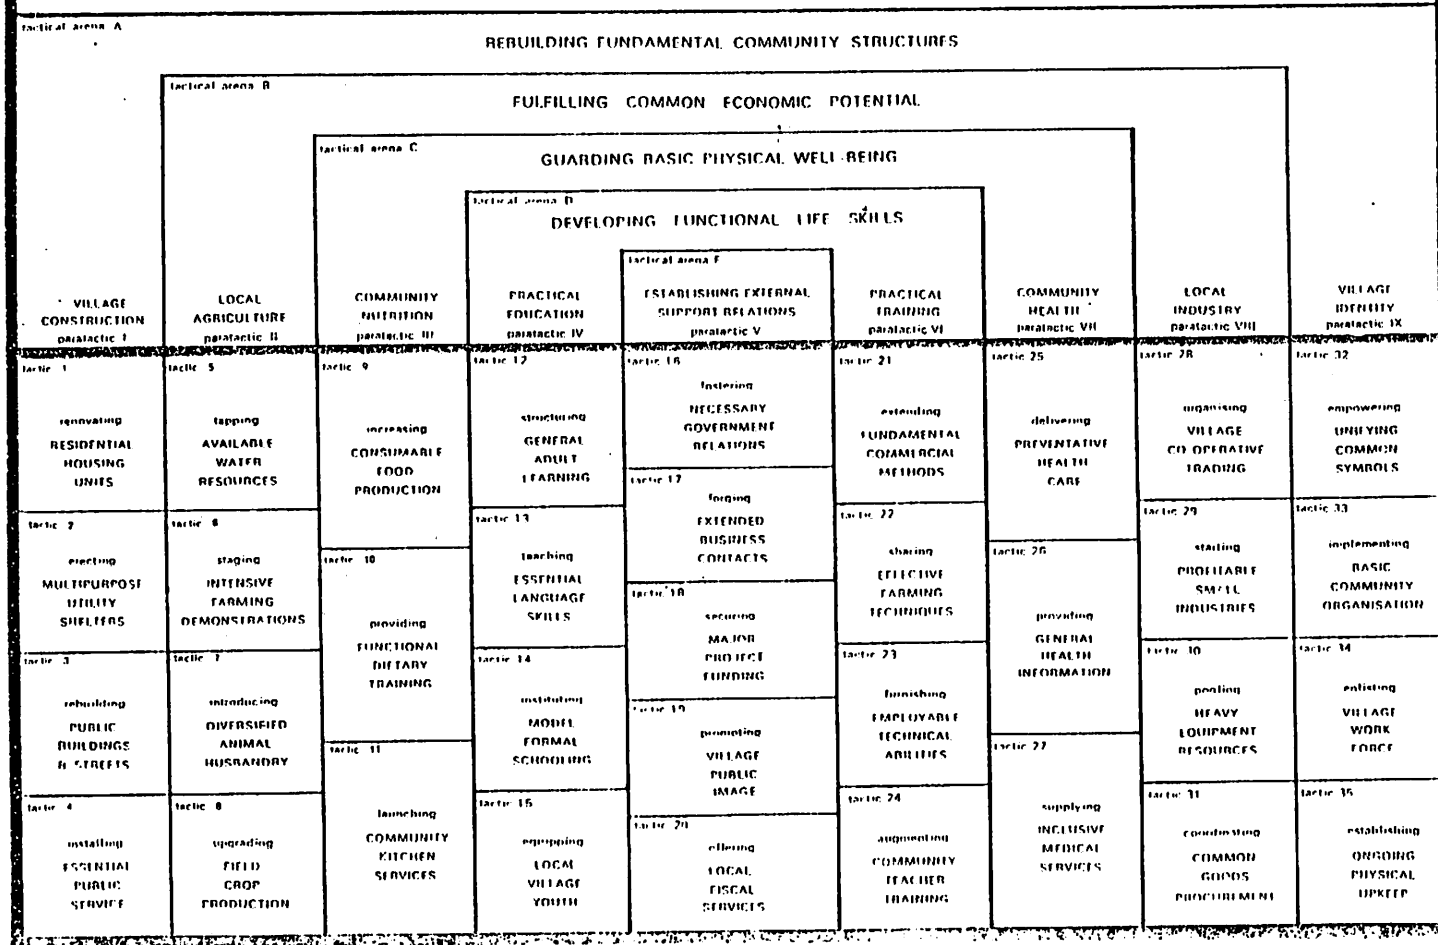 tactical arena A
REBUILDING FUNDAMENTAL COMMUNITY STRUCTURES
tactical arena B
FULFILLING COMMON ECONOMIC POTENTIAL
tactical arena C
GUARDING BASIC PHYSICAL WELL-BEING
tactical arena D
DEVELOPING FUNCTIONAL LIFE SKILLS
tactical arena E
VILLAGE
CONSTRUCTION
paratactic I
LOCAL
AGRICULTURE
paratactic II
COMMUNITY
NUTRITION
paratactic III
PRACTICAL
EDUCATION
paratactic IV
ESTABLISHING EXTERNAL
SUPPORT RELATIONS
paratactic V
PRACTICAL
TRAINING
paratactic VI
COMMUNITY
HEALTH
paratactic VII
LOCAL
INDUSTRY
paratactic VIII
VILLAGE
IDENTITY
paratactic IX
tactic 1
renovating
RESIDENTIAL
HOUSING
UNITS
tactic 2
erecting
MULTIPURPOSE
UTILITY
SHELTERS
tactic 3
rebuilding
PUBLIC
BUILDINGS
& STREETS
tactic 4
installing
ESSENTIAL
PUBLIC
SERVICE
tactic 5
tapping
AVAILABLE
WATER
RESOURCES
tactic 6
staging
INTENSIVE
FARMING
DEMONSTRATIONS
tactic 7
introducing
DIVERSIFIED
ANIMAL
HUSBANDRY
tactic 8
upgrading
FIELD
CROP
PRODUCTION
tactic 9
increasing
CONSUMABLE
FOOD
PRODUCTION
tactic 10
providing
FUNCTIONAL
DIETARY
TRAINING
tactic 11
launching
COMMUNITY
KITCHEN
SERVICES
tactic 12
structuring
GENERAL
ADULT
LEARNING
tactic 13
teaching
ESSENTIAL
LANGUAGE
SKILLS
tactic 14
instituting
MODEL
FORMAL
SCHOOLING
tactic 15
equipping
LOCAL
VILLAGE
YOUTH
tactic 16
fostering
NECESSARY
GOVERNMENT
RELATIONS
tactic 17
forging
EXTENDED
BUSINESS
CONTACTS
tactic 18
securing
MAJOR
PROJECT
FUNDING
tactic 19
promoting
VILLAGE
PUBLIC
IMAGE
tactic 20
offering
LOCAL
FISCAL
SERVICES
tactic 21
extending
FUNDAMENTAL
COMMERCIAL
METHODS
tactic 22
sharing
EFFECTIVE
FARMING
TECHNIQUES
tactic 23
furnishing
EMPLOYABLE
TECHNICAL
ABILITIES
tactic 24
augmenting
COMMUNITY
TEACHER
TRAINING
tactic 25
delivering
PREVENTATIVE
HEALTH
CARE
tactic 26
providing
GENERAL
HEALTH
INFORMATION
tactic 27
supplying
INCLUSIVE
MEDICAL
SERVICES
tactic 28
organising
VILLAGE
CO-OPERATIVE
TRADING
tactic 29
starting
PROFITABLE
SMALL
INDUSTRIES
tactic 30
pooling
HEAVY
EQUIPMENT
RESOURCES
tactic 31
coordinating
COMMON
GOODS
PROCUREMENT
tactic 32
empowering
UNIFYING
COMMON
SYMBOLS
tactic 33
implementing
BASIC
COMMUNITY
ORGANISATION
tactic 34
enlisting
VILLAGE
WORK
FORCE
tactic 35
establishing
ONGOING
PHYSICAL
UPKEEP